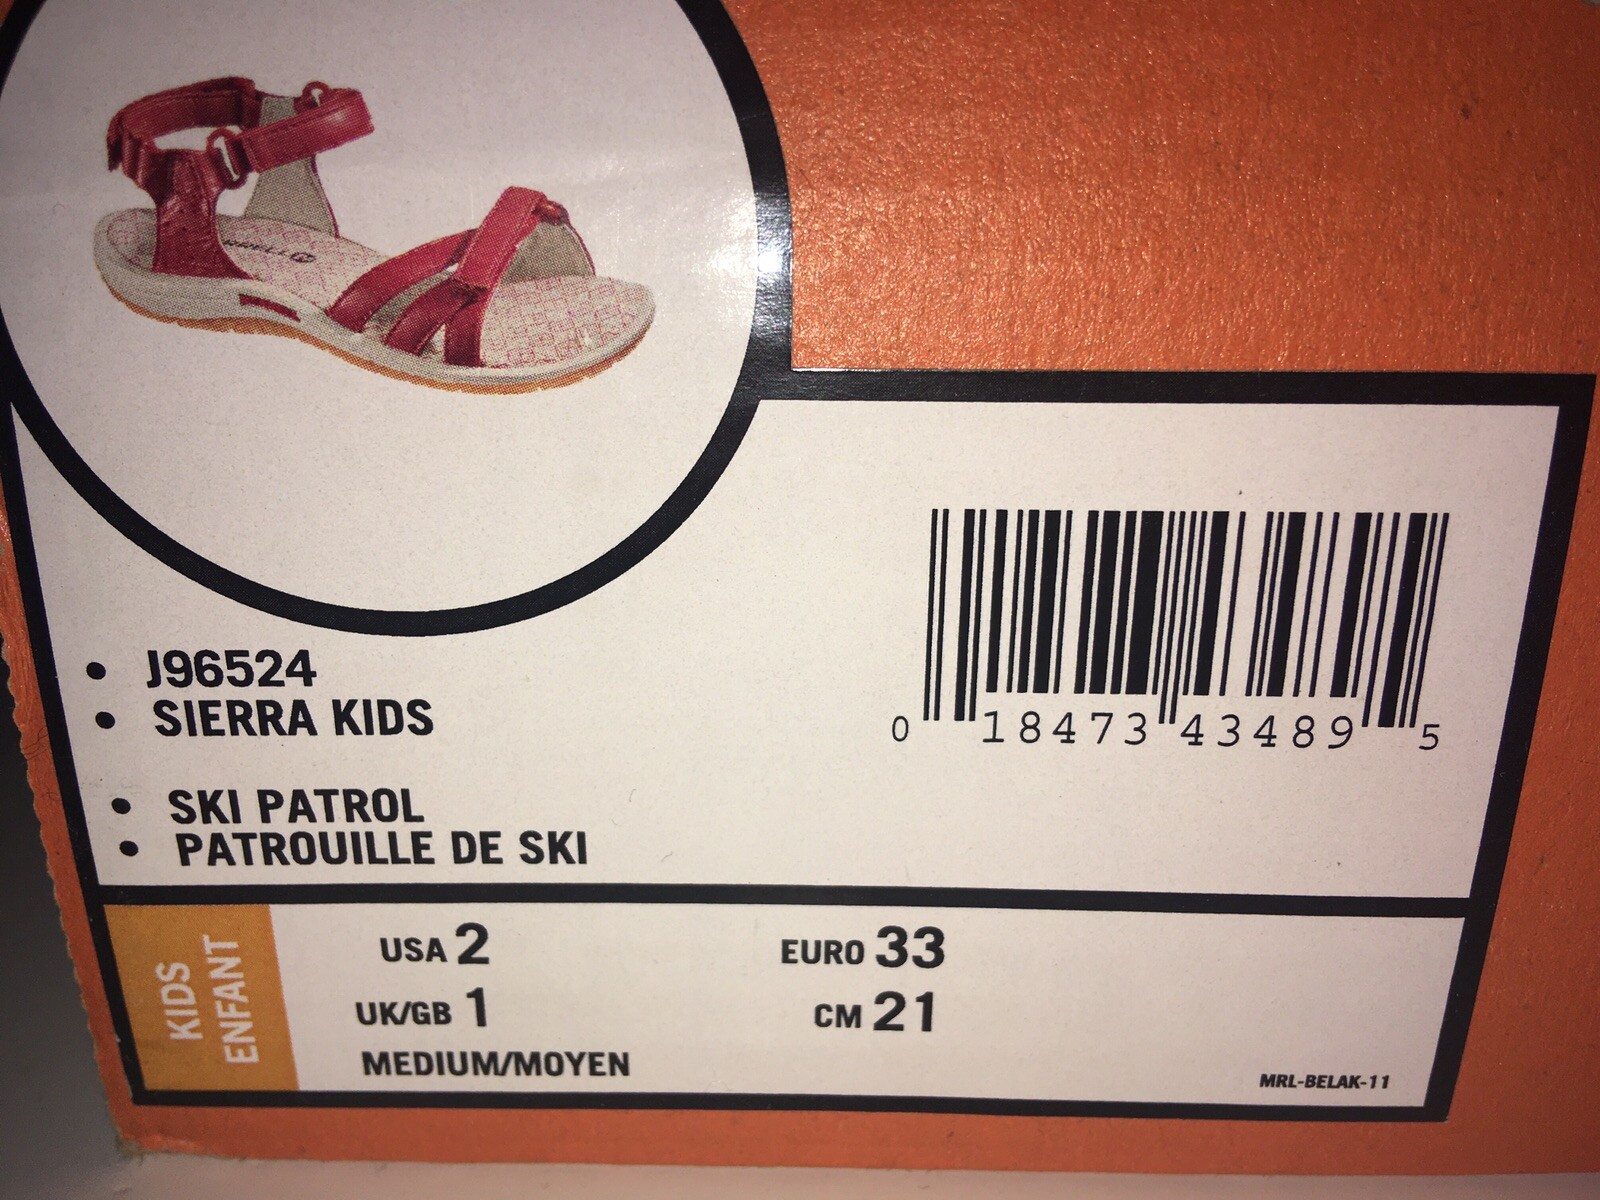 J96524
SIERRA KIDS
SKI PATROL
PATROUILLE DE SKI
0 18473 43489 5
KIDS
ENFANT
USA 2
EURO 33
UK/GB 1
CM 21
MEDIUM/MOYEN
MRL-BELAK-11